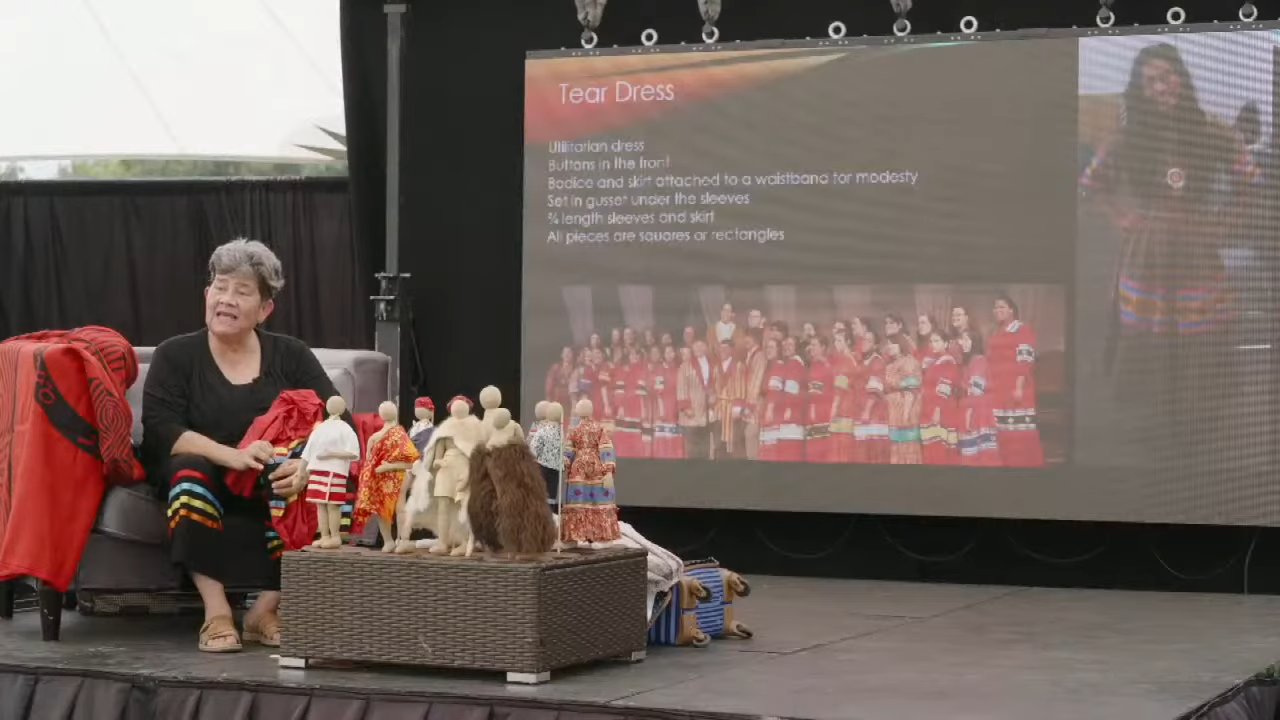 Tear Dress
Utilitarian dress
Buttons in the front
Bodice and skirt attached to a waistband for modesty
Set in gusset under the sleeves
¾ length sleeves and skirt
All pieces are squares or rectangles